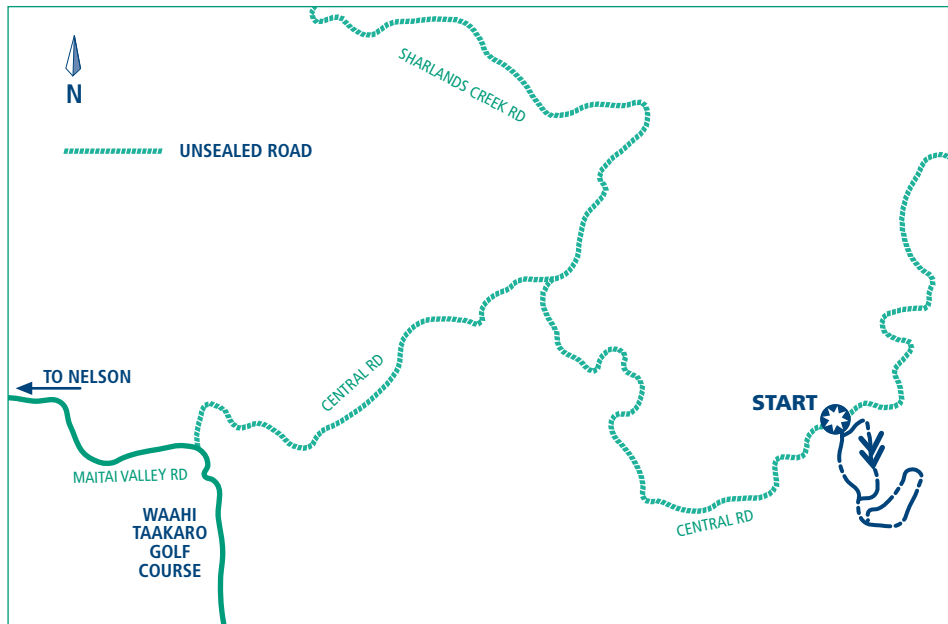 SHARLANDS CREEK RD
N
UNSEALED ROAD
TO NELSON
CENTRAL RD
START
MAITAI VALLEY RD
WAAHI
TAAKARO
GOLF
COURSE
CENTRAL RD